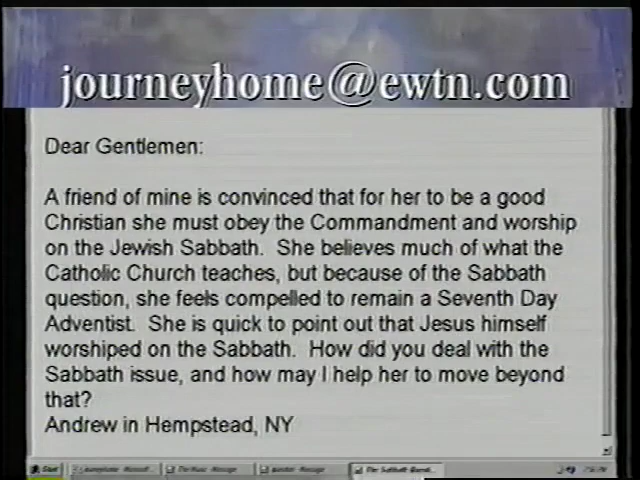 journeyhome@ewtn.com
Dear Gentlemen:
A friend of mine is convinced that for her to be a good
Christian she must obey the Commandment and worship
on the Jewish Sabbath. She believes much of what the
Catholic Church teaches, but because of the Sabbath
question, she feels compelled to remain a Seventh Day
Adventist. She is quick to point out that Jesus himself
worshiped on the Sabbath. How did you deal with the
Sabbath issue, and how may I help her to move beyond
that?
Andrew in Hempstead, NY
Start